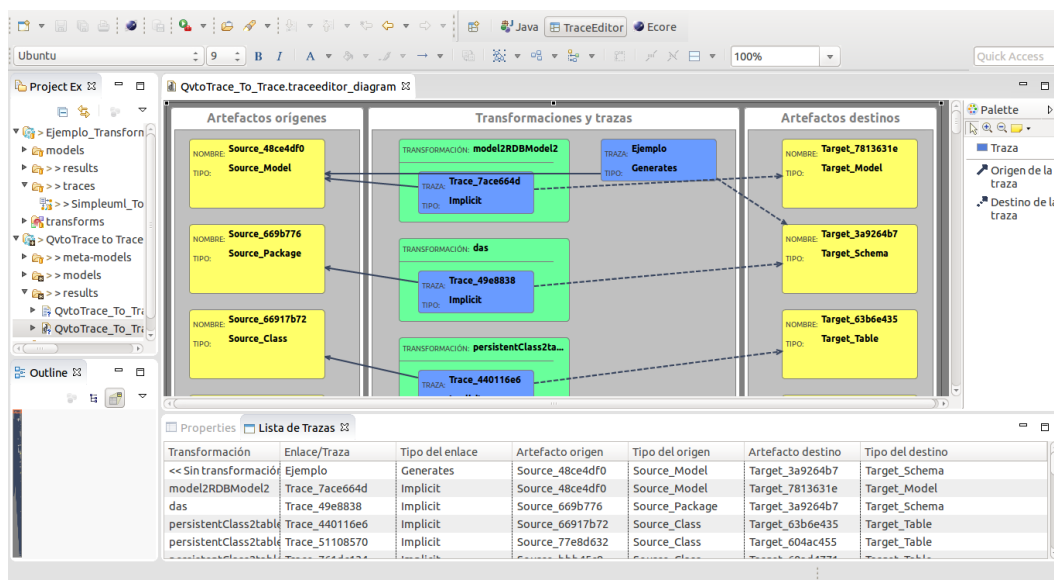 Java TraceEditor Ecore
Ubuntu 9 B I A 100% Quick Access
Project Ex
> Ejemplo_Transform
models
> > results
> > traces
> > Simpleuml_To
transforms
> QvtoTrace to Trace
> > meta-models
> > models
> > results
QvtoTrace_To_Tra
QvtoTrace_To_Tra
Outline
QvtoTrace_To_Trace.traceeditor_diagram
Artefactos orígenes
NOMBRE: Source_48ce4df0
TIPO: Source_Model
NOMBRE: Source_669b776
TIPO: Source_Package
NOMBRE: Source_66917b72
TIPO: Source_Class
Transformaciones y trazas
TRANSFORMACIÓN: model2RDBModel2
TRAZA: Trace_7ace664d
TIPO: Implicit
TRAZA: Ejemplo
TIPO: Generates
TRANSFORMACIÓN: das
TRAZA: Trace_49e8838
TIPO: Implicit
TRANSFORMACIÓN: persistentClass2ta...
TRAZA: Trace_440116e6
Artefactos destinos
NOMBRE: Target_7813631e
TIPO: Target_Model
NOMBRE: Target_3a9264b7
TIPO: Target_Schema
NOMBRE: Target_63b6e435
TIPO: Target_Table
Palette
Traza
Origen de la
traza
Destino de la
traza
Properties Lista de Trazas
Transformación Enlace/Traza Tipo del enlace Artefacto origen Tipo del origen Artefacto destino Tipo del destino
<< Sin transformación Ejemplo Generates Source_48ce4df0 Source_Model Target_3a9264b7 Target_Schema
model2RDBModel2 Trace_7ace664d Implicit Source_48ce4df0 Source_Model Target_7813631e Target_Model
das Trace_49e8838 Implicit Source_669b776 Source_Package Target_3a9264b7 Target_Schema
persistentClass2table Trace_440116e6 Implicit Source_66917b72 Source_Class Target_63b6e435 Target_Table
persistentClass2table Trace_51108570 Implicit Source_77e8d632 Source_Class Target_604ac455 Target_Table